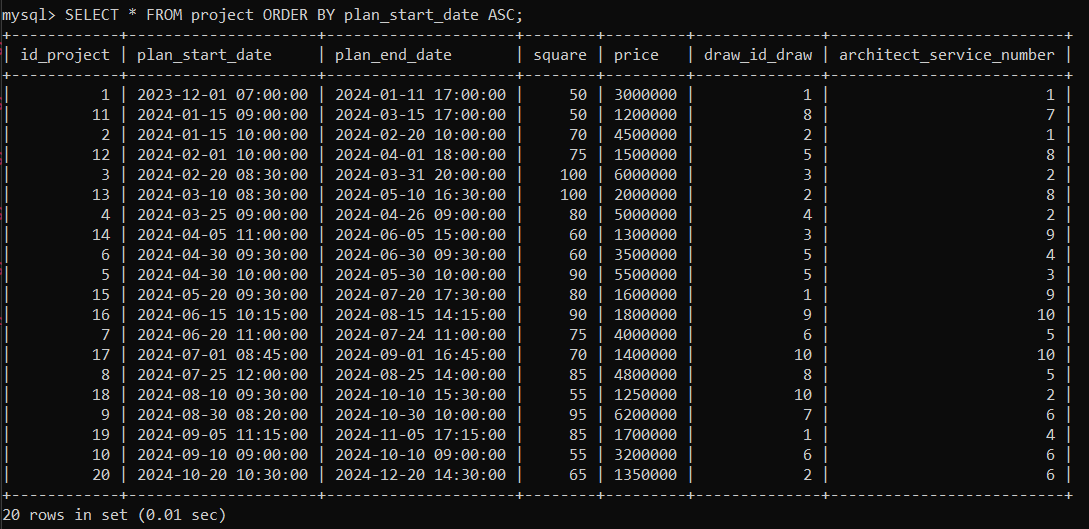 mysql> SELECT * FROM project ORDER BY plan_start_date ASC;
+------------+---------------------+---------------------+--------+---------+--------------+--------------------------+
| id_project | plan_start_date     | plan_end_date       | square | price   | draw_id_draw | architect_service_number |
+------------+---------------------+---------------------+--------+---------+--------------+--------------------------+
|          1 | 2023-12-01 07:00:00 | 2024-01-11 17:00:00 |     50 | 3000000 |            1 |                        1 |
|         11 | 2024-01-15 09:00:00 | 2024-03-15 17:00:00 |     50 | 1200000 |            8 |                        7 |
|          2 | 2024-01-15 10:00:00 | 2024-02-20 10:00:00 |     70 | 4500000 |            2 |                        1 |
|         12 | 2024-02-01 10:00:00 | 2024-04-01 18:00:00 |     75 | 1500000 |            5 |                        8 |
|          3 | 2024-02-20 08:30:00 | 2024-03-31 20:00:00 |    100 | 6000000 |            3 |                        2 |
|         13 | 2024-03-10 08:30:00 | 2024-05-10 16:30:00 |    100 | 2000000 |            2 |                        8 |
|          4 | 2024-03-25 09:00:00 | 2024-04-26 09:00:00 |     80 | 5000000 |            4 |                        2 |
|         14 | 2024-04-05 11:00:00 | 2024-06-05 15:00:00 |     60 | 1300000 |            3 |                        9 |
|          6 | 2024-04-30 09:30:00 | 2024-06-30 09:30:00 |     60 | 3500000 |            5 |                        4 |
|          5 | 2024-04-30 10:00:00 | 2024-05-30 10:00:00 |     90 | 5500000 |            5 |                        3 |
|         15 | 2024-05-20 09:30:00 | 2024-07-20 17:30:00 |     80 | 1600000 |            1 |                        9 |
|         16 | 2024-06-15 10:15:00 | 2024-08-15 14:15:00 |     90 | 1800000 |            9 |                       10 |
|          7 | 2024-06-20 11:00:00 | 2024-07-24 11:00:00 |     75 | 4000000 |            6 |                        5 |
|         17 | 2024-07-01 08:45:00 | 2024-09-01 16:45:00 |     70 | 1400000 |           10 |                       10 |
|          8 | 2024-07-25 12:00:00 | 2024-08-25 14:00:00 |     85 | 4800000 |            8 |                        5 |
|         18 | 2024-08-10 09:30:00 | 2024-10-10 15:30:00 |     55 | 1250000 |           10 |                        2 |
|          9 | 2024-08-30 08:20:00 | 2024-10-30 10:00:00 |     95 | 6200000 |            7 |                        6 |
|         19 | 2024-09-05 11:15:00 | 2024-11-05 17:15:00 |     85 | 1700000 |            1 |                        4 |
|         10 | 2024-09-10 09:00:00 | 2024-10-10 09:00:00 |     55 | 3200000 |            6 |                        6 |
|         20 | 2024-10-20 10:30:00 | 2024-12-20 14:30:00 |     65 | 1350000 |            2 |                        6 |
+------------+---------------------+---------------------+--------+---------+--------------+--------------------------+
20 rows in set (0.01 sec)